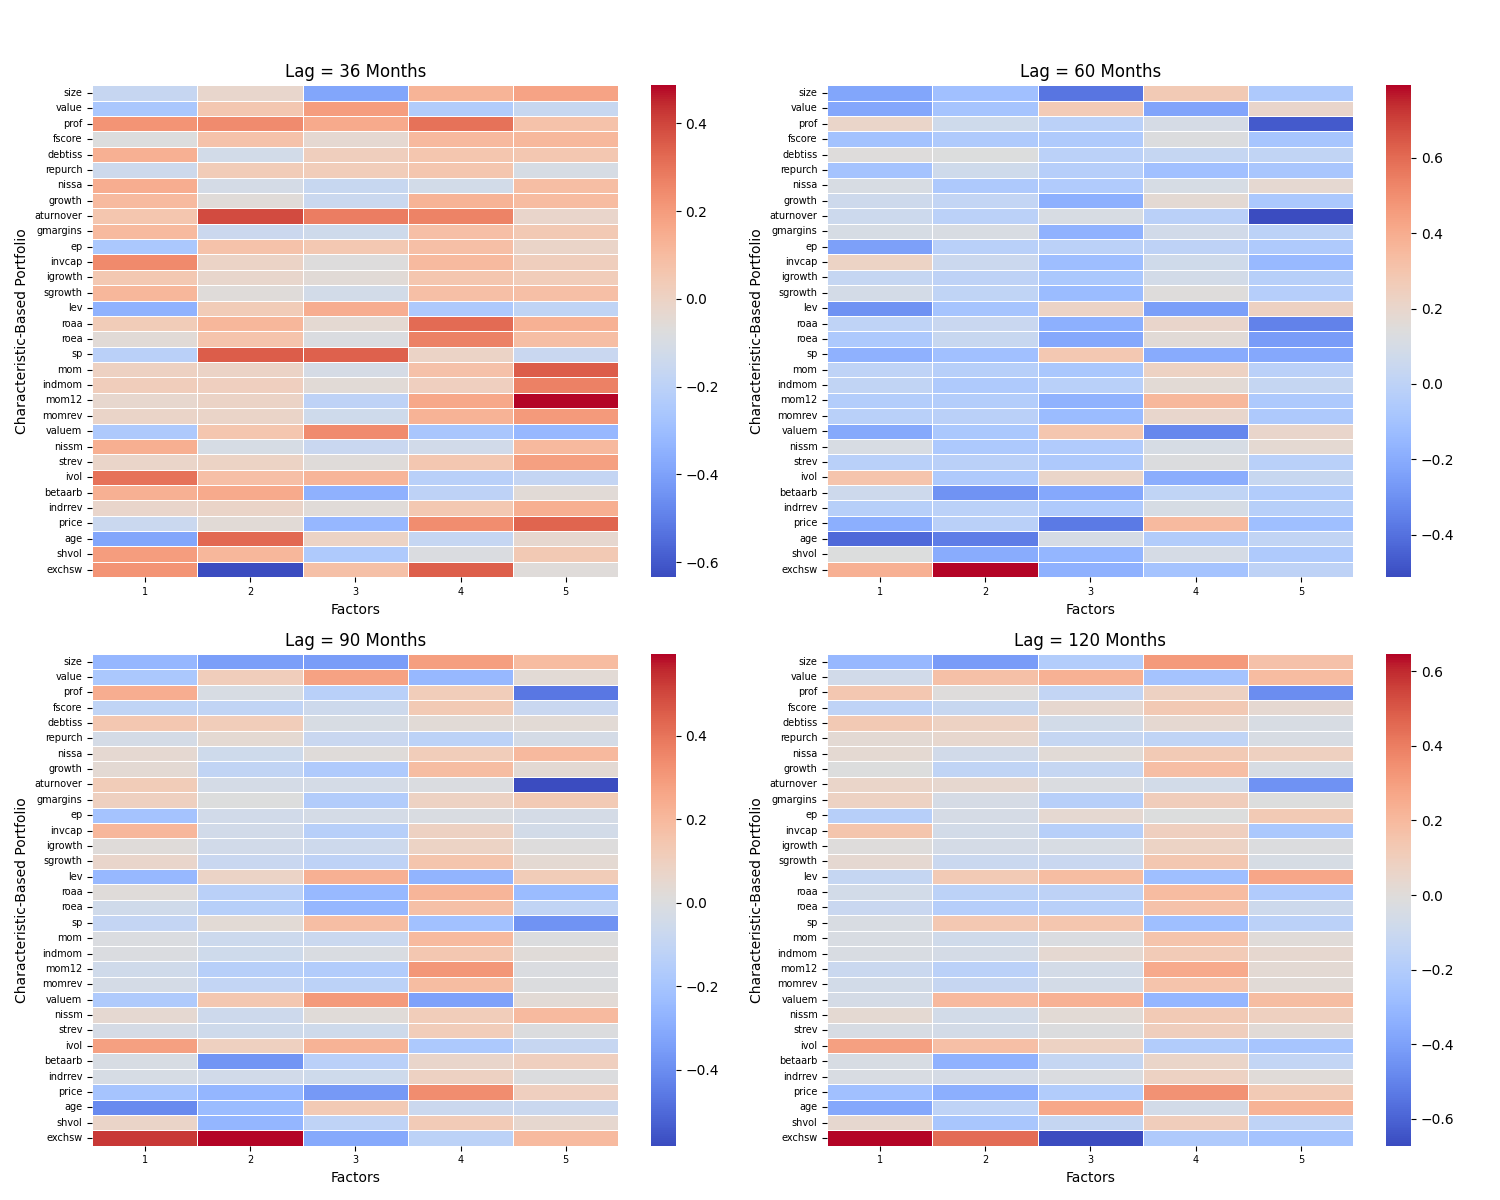 Lag = 36 Months
Characteristic-Based Portfolio
size
value
prof
fscore
debtiss
repurch
nissa
growth
aturnover
gmargins
ep
invcap
igrowth
sgrowth
lev
roaa
roea
sp
mom
indmom
mom12
momrev
valuem
nissm
strev
ivol
betaarb
indrrev
price
age
shvol
exchsw
1 2 3 4 5
Factors
0.4
0.2
0.0
−0.2
−0.4
−0.6
Lag = 60 Months
Characteristic-Based Portfolio
size
value
prof
fscore
debtiss
repurch
nissa
growth
aturnover
gmargins
ep
invcap
igrowth
sgrowth
lev
roaa
roea
sp
mom
indmom
mom12
momrev
valuem
nissm
strev
ivol
betaarb
indrrev
price
age
shvol
exchsw
1 2 3 4 5
Factors
0.6
0.4
0.2
0.0
−0.2
−0.4
Lag = 90 Months
Characteristic-Based Portfolio
size
value
prof
fscore
debtiss
repurch
nissa
growth
aturnover
gmargins
ep
invcap
igrowth
sgrowth
lev
roaa
roea
sp
mom
indmom
mom12
momrev
valuem
nissm
strev
ivol
betaarb
indrrev
price
age
shvol
exchsw
1 2 3 4 5
Factors
0.4
0.2
0.0
−0.2
−0.4
Lag = 120 Months
Characteristic-Based Portfolio
size
value
prof
fscore
debtiss
repurch
nissa
growth
aturnover
gmargins
ep
invcap
igrowth
sgrowth
lev
roaa
roea
sp
mom
indmom
mom12
momrev
valuem
nissm
strev
ivol
betaarb
indrrev
price
age
shvol
exchsw
1 2 3 4 5
Factors
0.6
0.4
0.2
0.0
−0.2
−0.4
−0.6